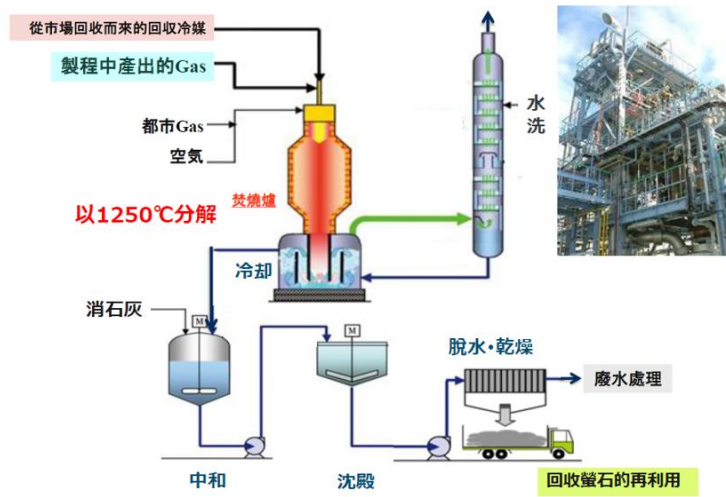 從市場回收而來的回収冷媒
製程中產出的Gas
都市Gas
空気
以1250℃分解
焚燒爐
水洗
冷却
消石灰
M
M
中和
沈殿
脫水･乾燥
廢水處理
回收螢石的再利用